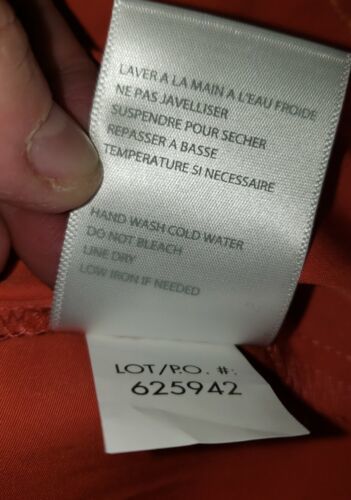 LAVER A LA MAIN A L'EAU FROIDE
NE PAS JAVELLISER
SUSPENDRE POUR SECHER
REPASSER A BASSE
TEMPERATURE SI NECESSAIRE
HAND WASH COLD WATER
DO NOT BLEACH
LINE DRY
LOW IRON IF NEEDED
LOT/P.O. #:
625942